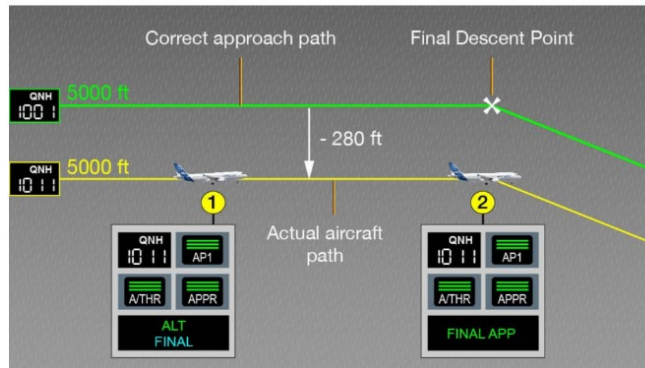 Correct approach path
Final Descent Point
QNH
1001
5000 ft
- 280 ft
QNH
1011
5000 ft
1
2
Actual aircraft
path
QNH
1011
AP1
A/THR
APPR
ALT
FINAL
QNH
1011
AP1
A/THR
APPR
FINAL APP